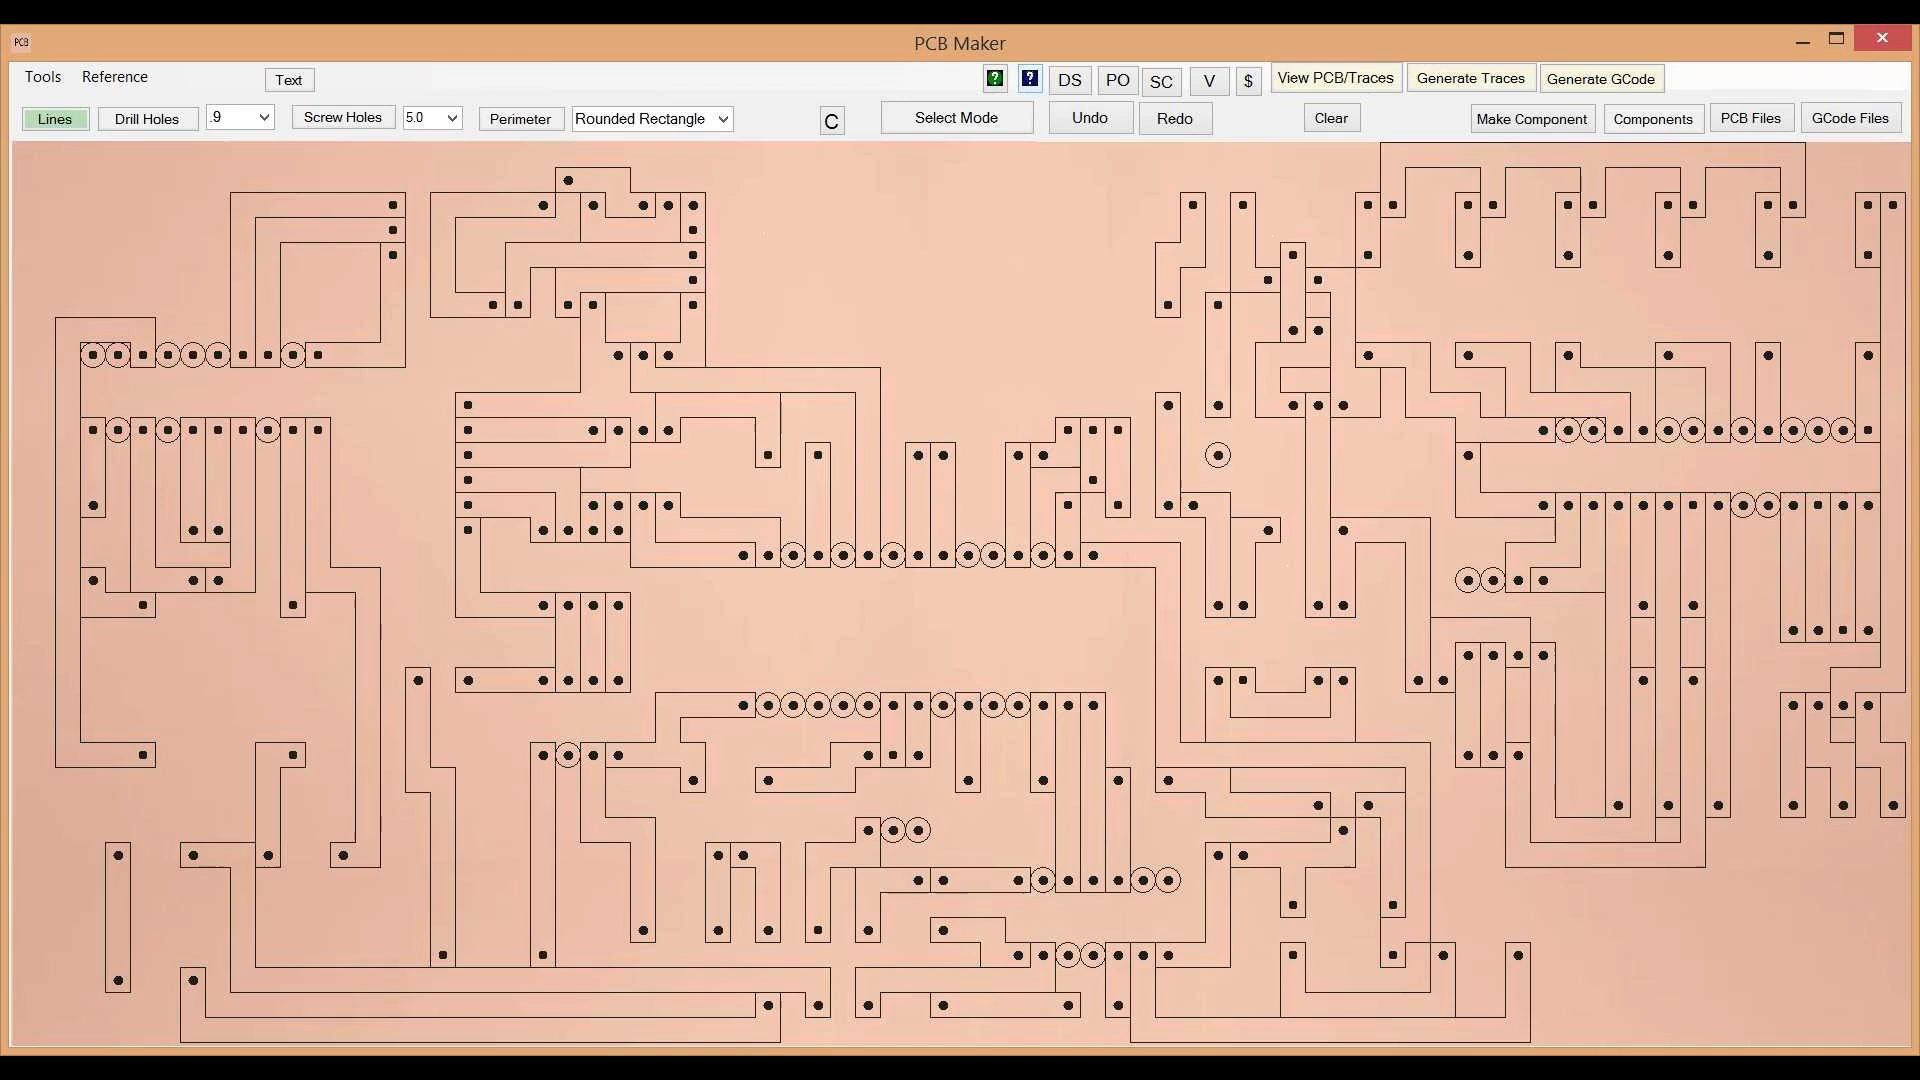 PCB
PCB Maker
Tools Reference Text ? ? DS PO SC V $ View PCB/Traces Generate Traces Generate GCode
Lines Drill Holes .9 Screw Holes 5.0 Perimeter Rounded Rectangle C Select Mode Undo Redo Clear Make Component Components PCB Files GCode Files